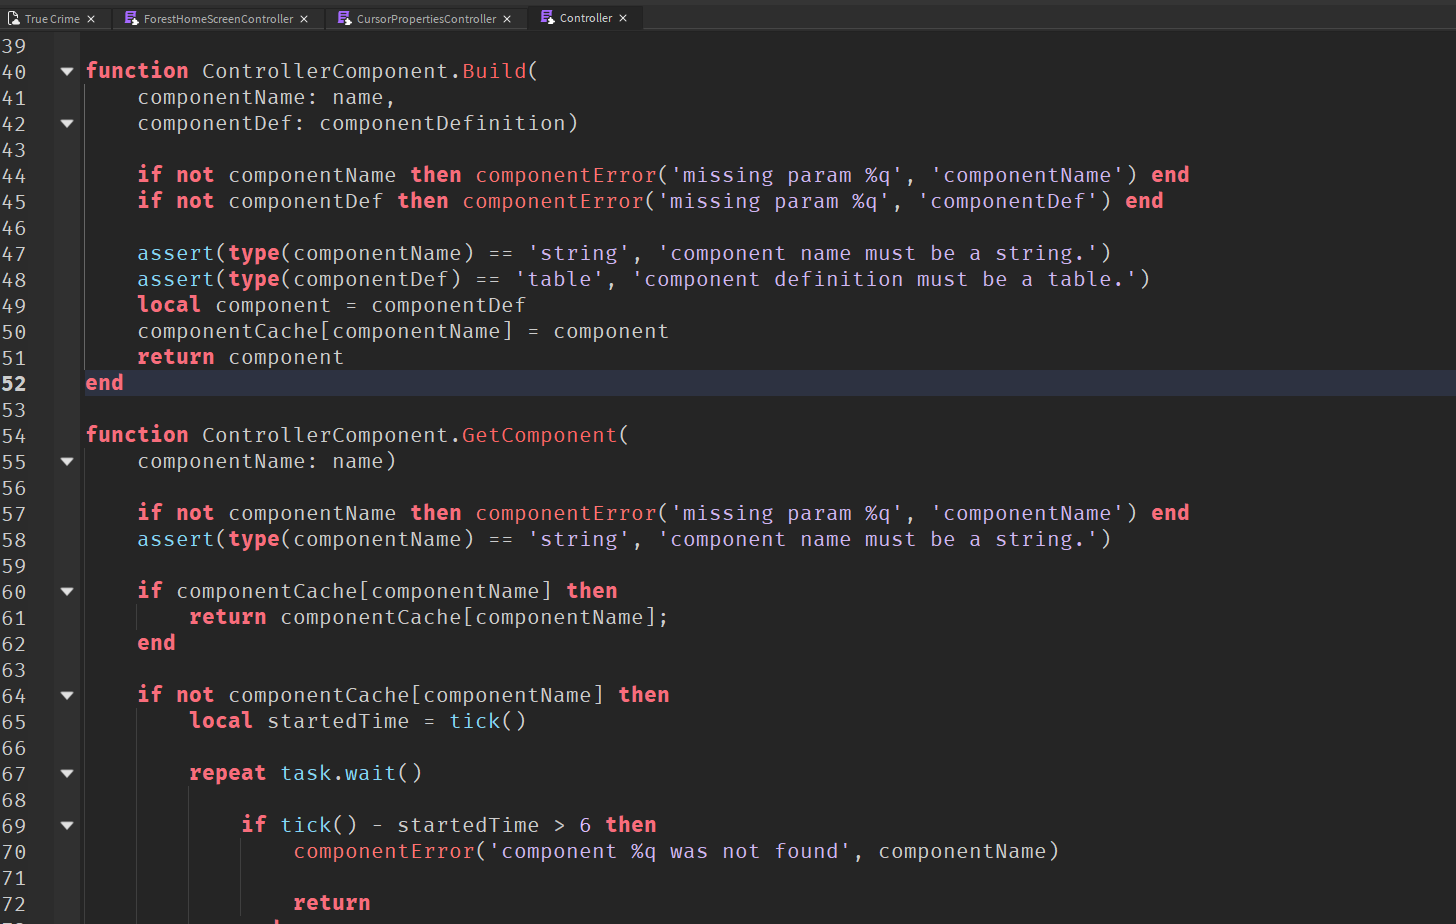 True Crime ForestHomeScreenController CursorPropertiesController Controller
39
40 function ControllerComponent.Build(
41 componentName: name,
42 componentDef: componentDefinition)
43
44 if not componentName then componentError('missing param %q', 'componentName') end
45 if not componentDef then componentError('missing param %q', 'componentDef') end
46
47 assert(type(componentName) == 'string', 'component name must be a string.')
48 assert(type(componentDef) == 'table', 'component definition must be a table.')
49 local component = componentDef
50 componentCache[componentName] = component
51 return component
52 end
53
54 function ControllerComponent.GetComponent(
55 componentName: name)
56
57 if not componentName then componentError('missing param %q', 'componentName') end
58 assert(type(componentName) == 'string', 'component name must be a string.')
59
60 if componentCache[componentName] then
61 return componentCache[componentName];
62 end
63
64 if not componentCache[componentName] then
65 local startedTime = tick()
66
67 repeat task.wait()
68
69 if tick() - startedTime > 6 then
70 componentError('component %q was not found', componentName)
71
72 return